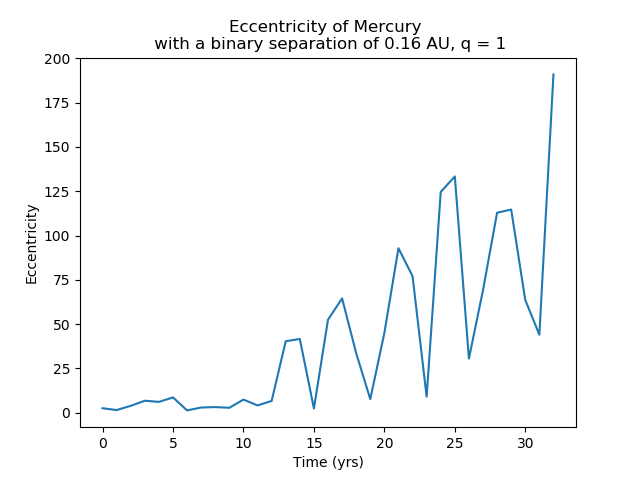 Eccentricity of Mercury
with a binary separation of 0.16 AU, q = 1
200
175
150
125
100
75
50
25
0
Eccentricity
0 5 10 15 20 25 30
Time (yrs)